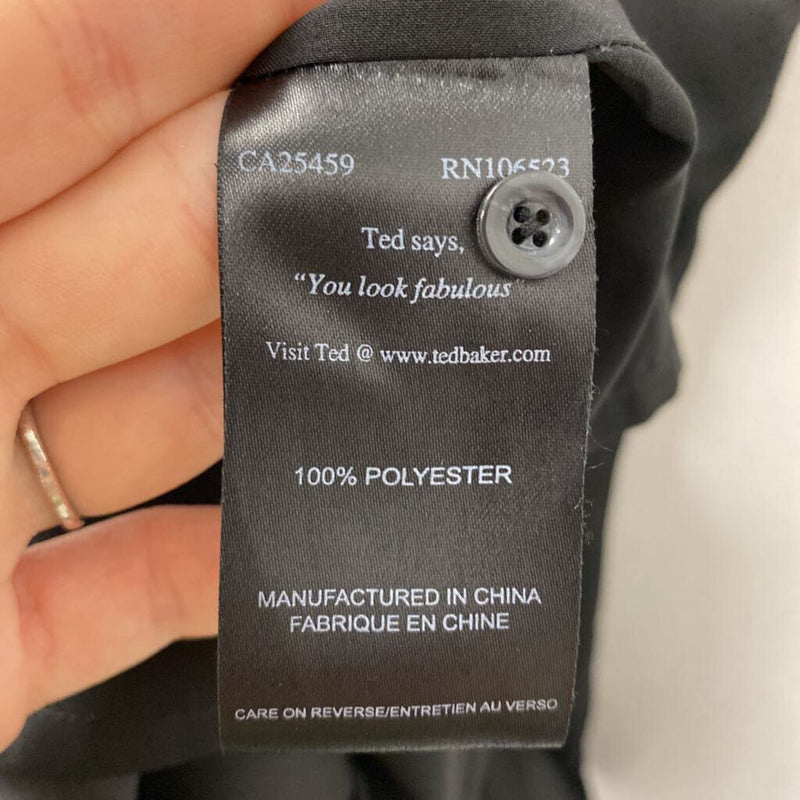 CA25459 RN106523
Ted says,
"You look fabulous"
Visit Ted @ www.tedbaker.com
100% POLYESTER
MANUFACTURED IN CHINA
FABRIQUE EN CHINE
CARE ON REVERSE/ENTRETIEN AU VERSO